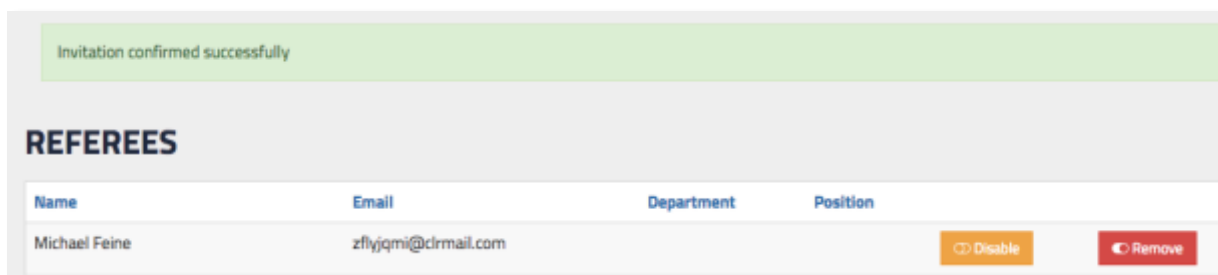 Invitation confirmed successfully
REFEREES
Name Email Department Position
Michael Feine zflyjqmi@clrmail.com Disable Remove